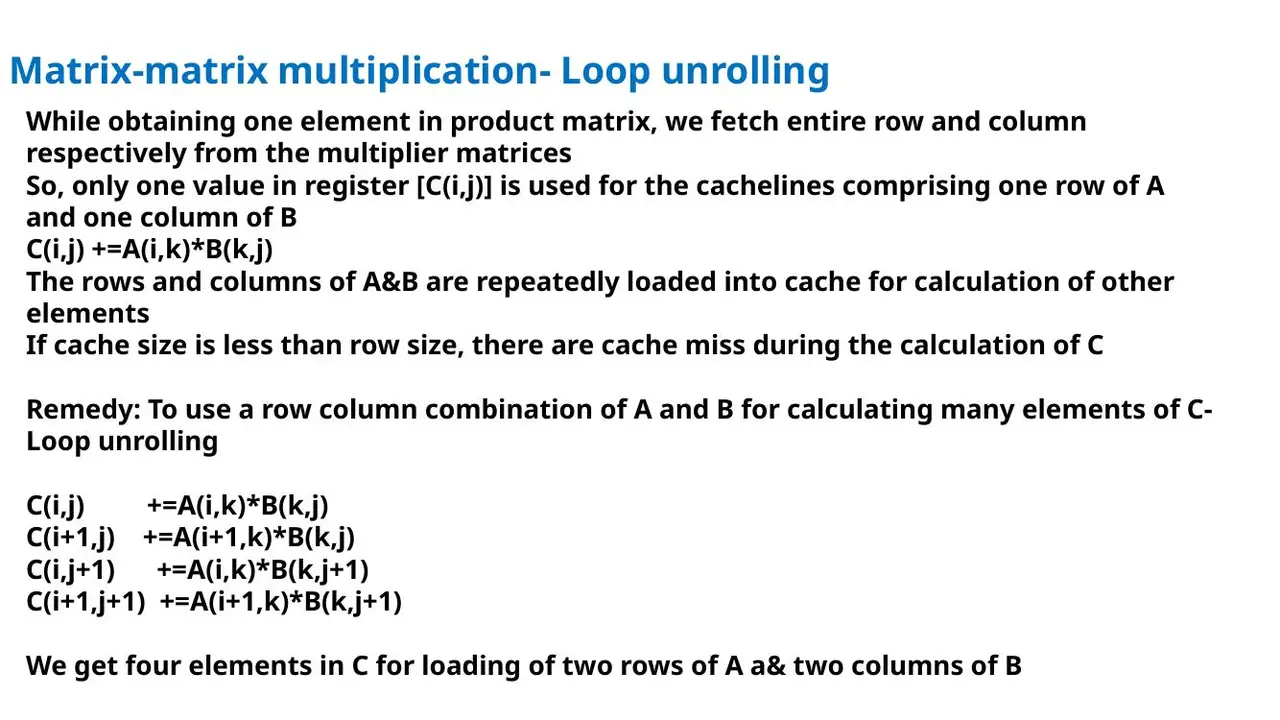 Matrix-matrix multiplication- Loop unrolling
While obtaining one element in product matrix, we fetch entire row and column
respectively from the multiplier matrices
So, only one value in register [C(i,j)] is used for the cachelines comprising one row of A
and one column of B
C(i,j) +=A(i,k)*B(k,j)
The rows and columns of A&B are repeatedly loaded into cache for calculation of other
elements
If cache size is less than row size, there are cache miss during the calculation of C
Remedy: To use a row column combination of A and B for calculating many elements of C-
Loop unrolling
C(i,j) +=A(i,k)*B(k,j)
C(i+1,j) +=A(i+1,k)*B(k,j)
C(i,j+1) +=A(i,k)*B(k,j+1)
C(i+1,j+1) +=A(i+1,k)*B(k,j+1)
We get four elements in C for loading of two rows of A a& two columns of B